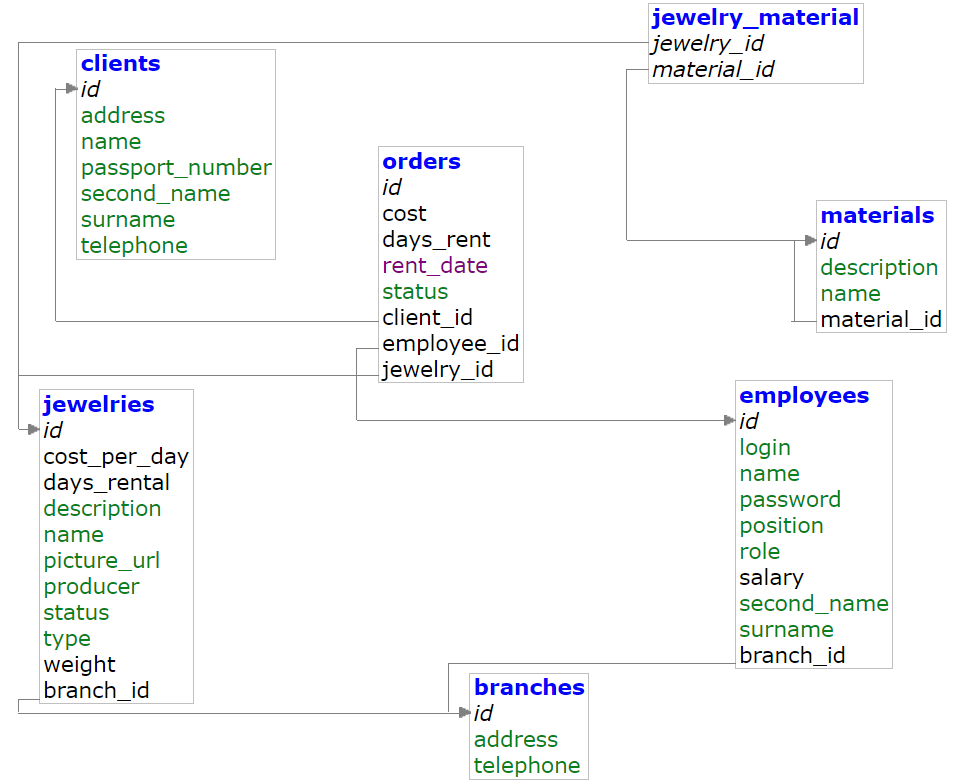 jewelry_material
jewelry_id
material_id
clients
id
address
name
passport_number
second_name
surname
telephone
orders
id
cost
days_rent
rent_date
status
client_id
employee_id
jewelry_id
materials
id
description
name
material_id
jewelries
id
cost_per_day
days_rental
description
name
picture_url
producer
status
type
weight
branch_id
employees
id
login
name
password
position
role
salary
second_name
surname
branch_id
branches
id
address
telephone